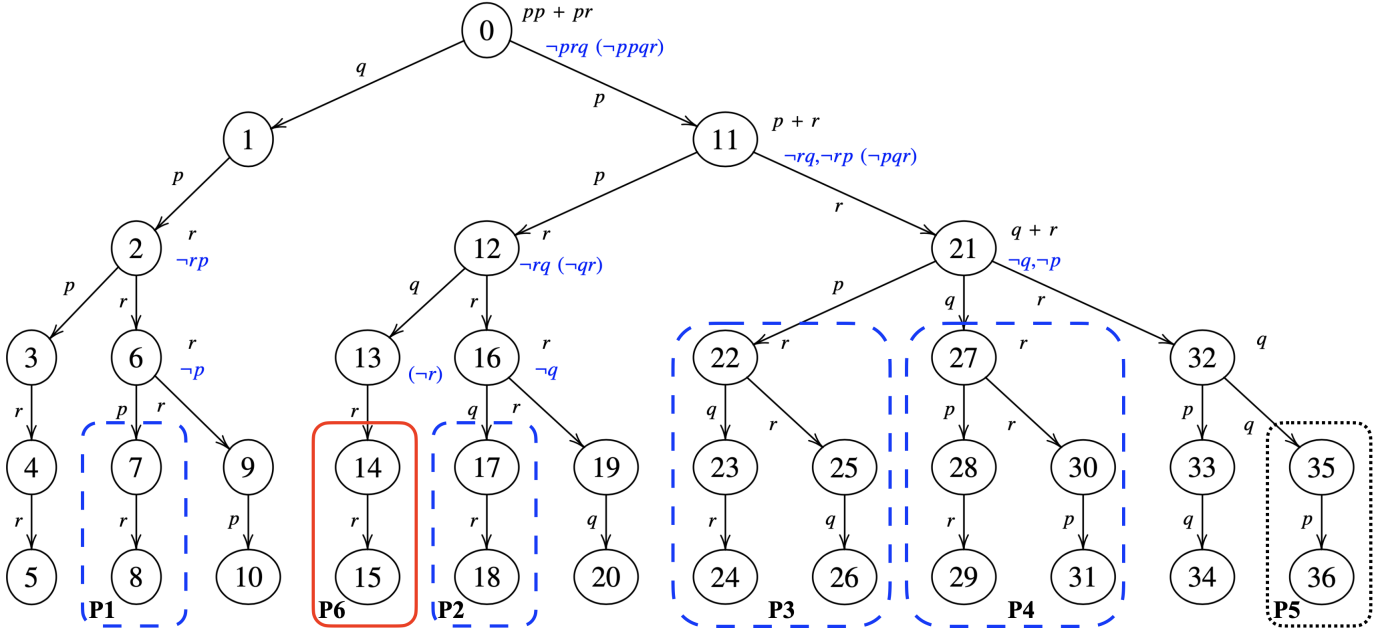 0 pp + pr
¬prq (¬ppqr)
q p
1 11 p + r
¬rq,¬rp (¬pqr)
p p r
2 r 12 r 21 q + r
¬rp ¬rq (¬qr) ¬q,¬p
p r q r p q r
3 6 r 13 16 r 22 r 27 r 32 q
¬p (¬r) ¬q
r p r r q r q r p r p q
4 7 9 14 17 19 23 25 28 30 33 35
r r p r r q r q r p q p
5 8 10 15 18 20 24 26 29 31 34 36
P1 P6 P2 P3 P4 P5